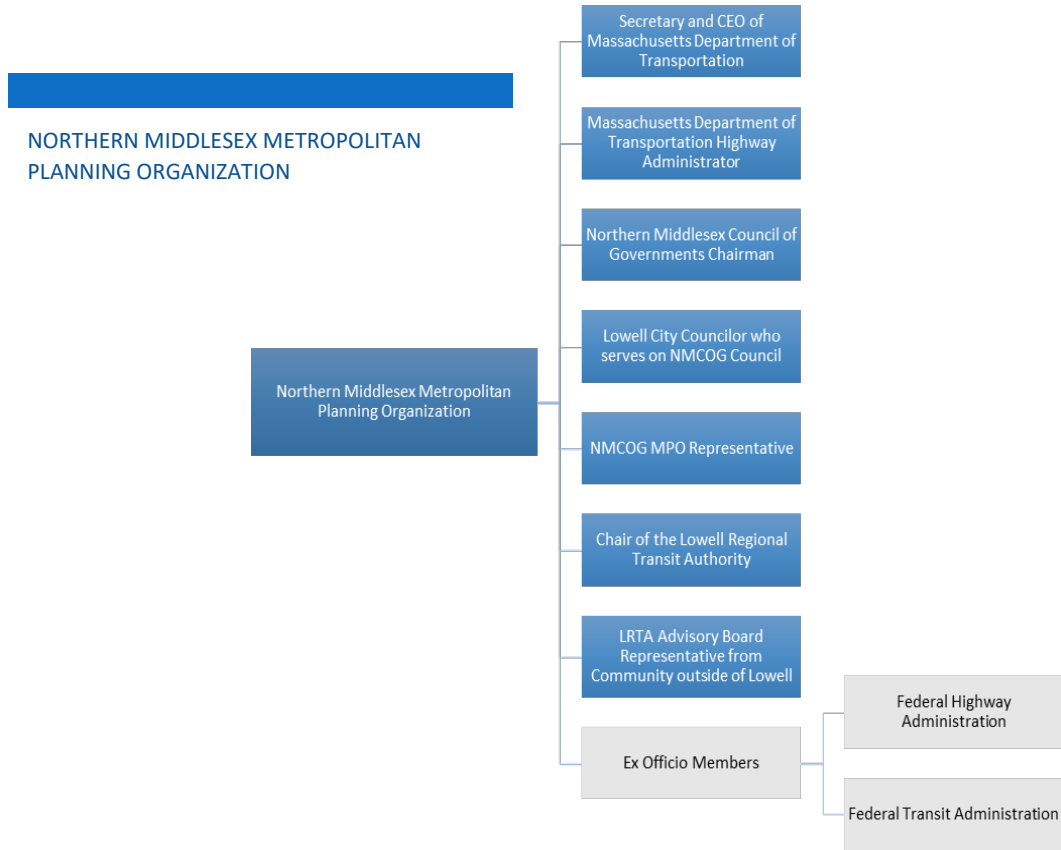 NORTHERN MIDDLESEX METROPOLITAN
PLANNING ORGANIZATION
Northern Middlesex Metropolitan
Planning Organization
Secretary and CEO of
Massachusetts Department of
Transportation
Massachusetts Department of
Transportation Highway
Administrator
Northern Middlesex Council of
Governments Chairman
Lowell City Councilor who
serves on NMCOG Council
NMCOG MPO Representative
Chair of the Lowell Regional
Transit Authority
LRTA Advisory Board
Representative from
Community outside of Lowell
Ex Officio Members
Federal Highway
Administration
Federal Transit Administration